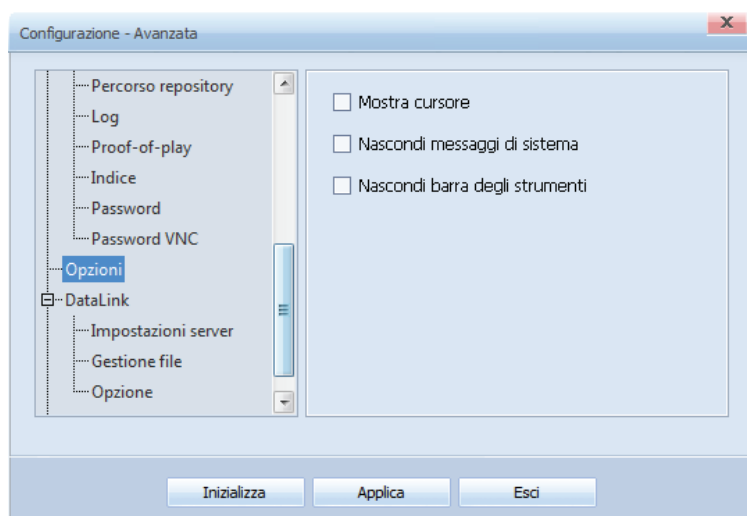 Configurazione - Avanzata
Percorso repository
Log
Proof-of-play
Indice
Password
Password VNC
Opzioni
DataLink
Impostazioni server
Gestione file
Opzione
Mostra cursore
Nascondi messaggi di sistema
Nascondi barra degli strumenti
Inizializza
Applica
Esci